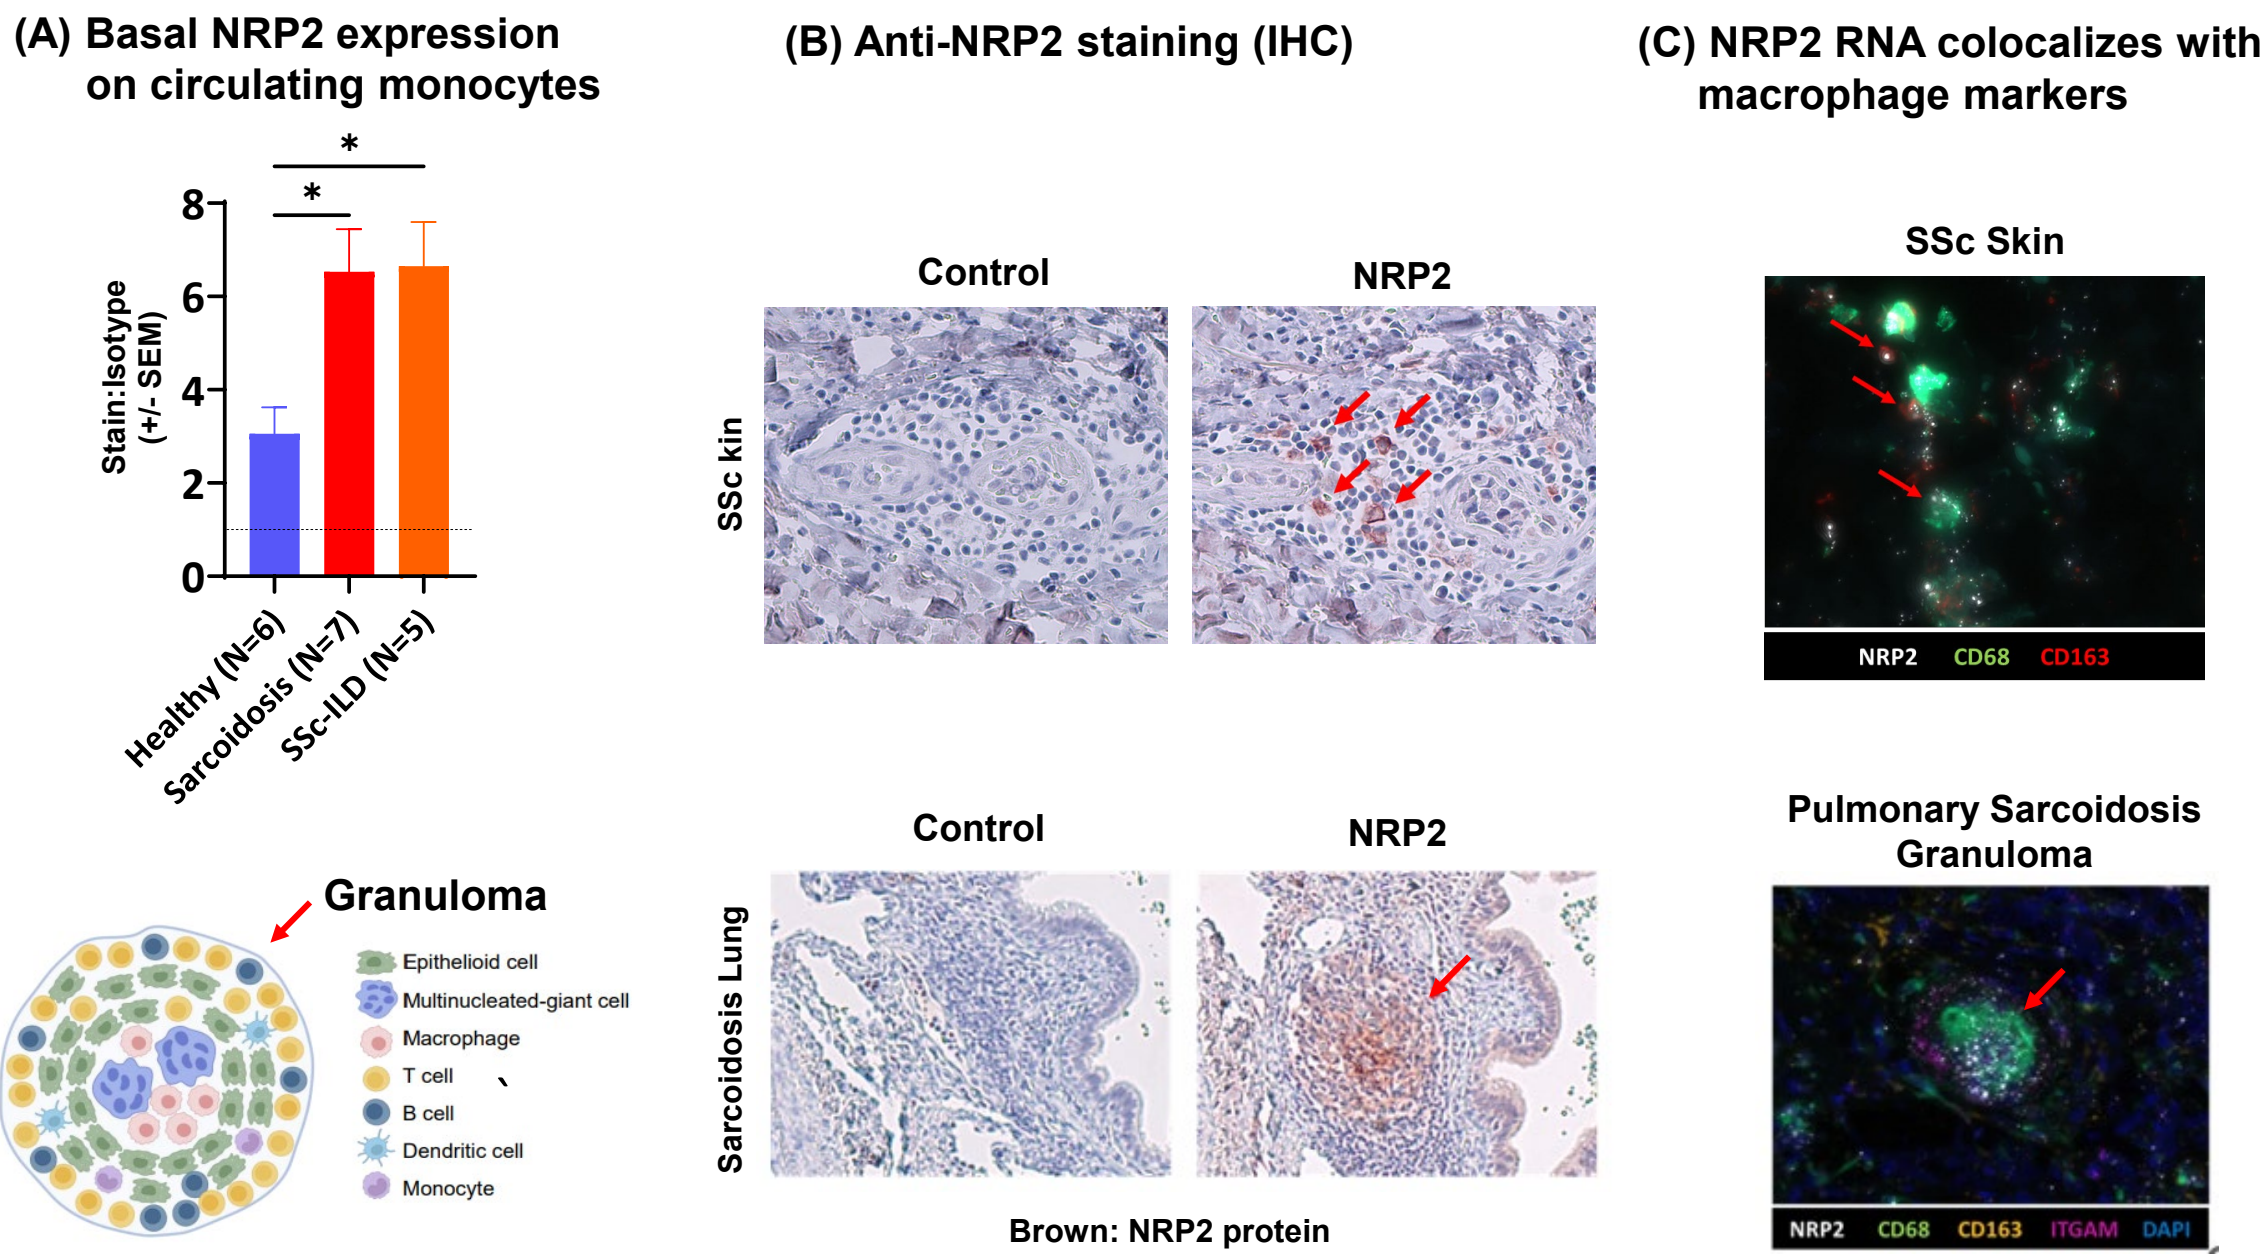 (A) Basal NRP2 expression
on circulating monocytes
*
*
8
6
4
2
0
Stain:Isotype
(+/- SEM)
Healthy (N=6)
Sarcoidosis (N=7)
SSc-ILD (N=5)
Granuloma
Epithelioid cell
Multinucleated-giant cell
Macrophage
T cell
B cell
Dendritic cell
Monocyte
(B) Anti-NRP2 staining (IHC)
Control
NRP2
SSc kin
Control
NRP2
Sarcoidosis Lung
Brown: NRP2 protein
(C) NRP2 RNA colocalizes with
macrophage markers
SSc Skin
NRP2 CD68 CD163
Pulmonary Sarcoidosis
Granuloma
NRP2 CD68 CD163 ITGAM DAPI